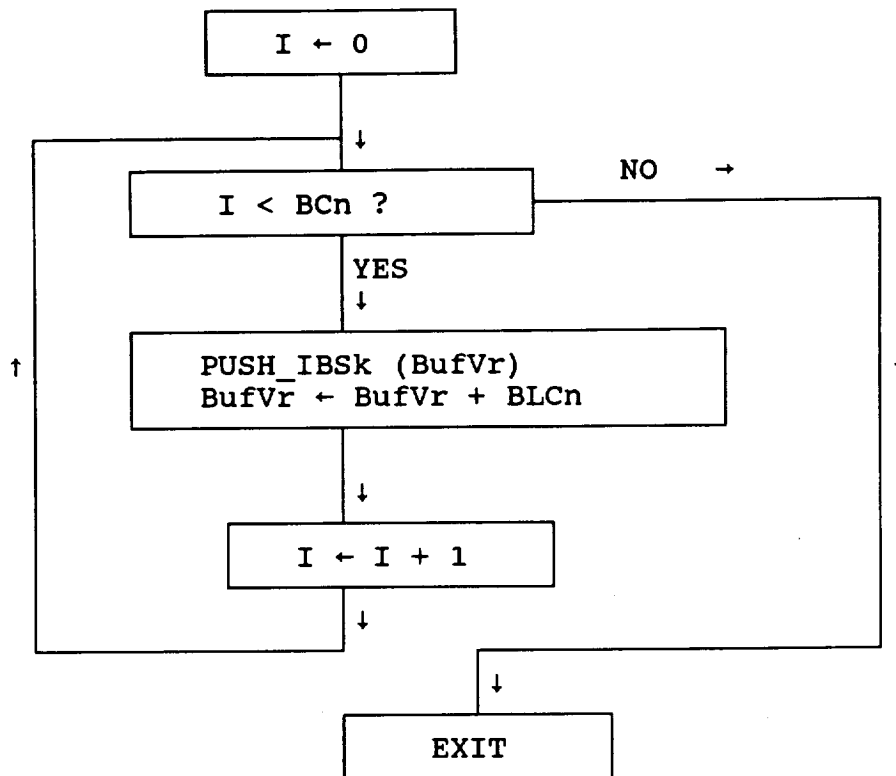 I ← 0
↓
I < BCn ?
NO →
YES
↓
↑
PUSH_IBSk (BufVr)
BufVr ← BufVr + BLCn
↓
I ← I + 1
↓
↓
EXIT